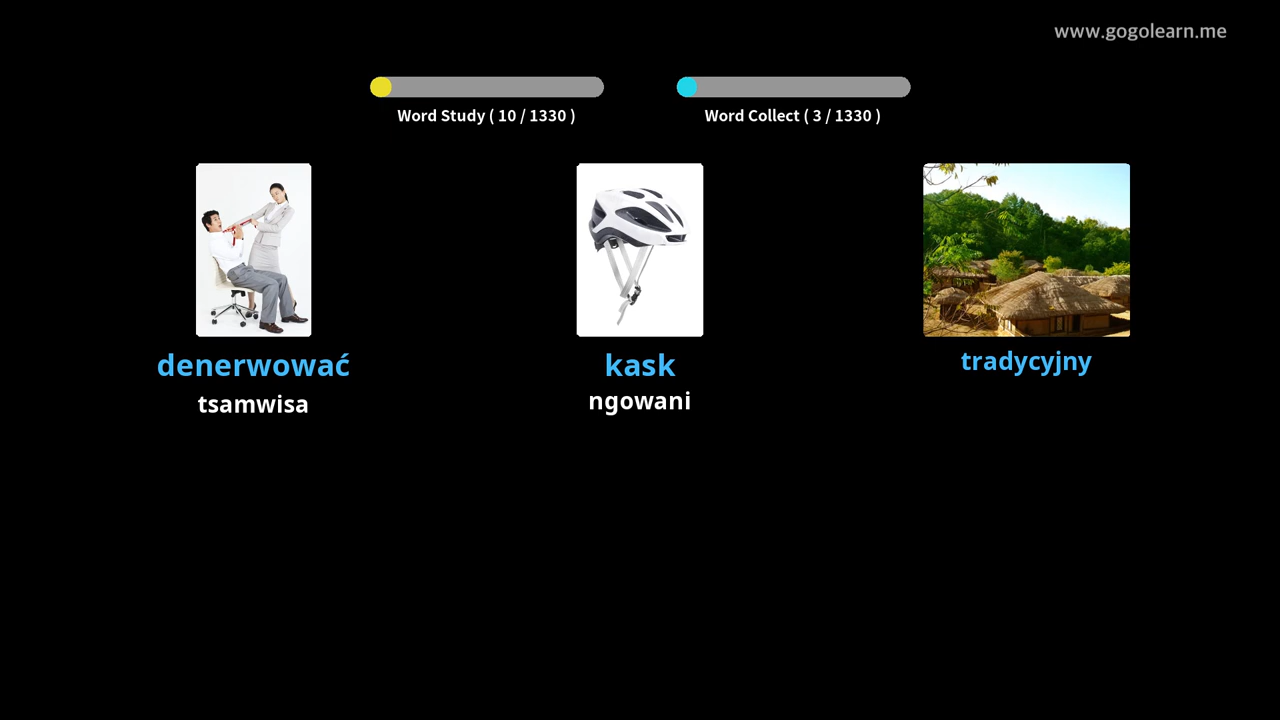 www.gogolearn.me
Word Study ( 10 / 1330 )
Word Collect ( 3 / 1330 )
denerwować
tsamwisa
kask
ngowani
tradycyjny